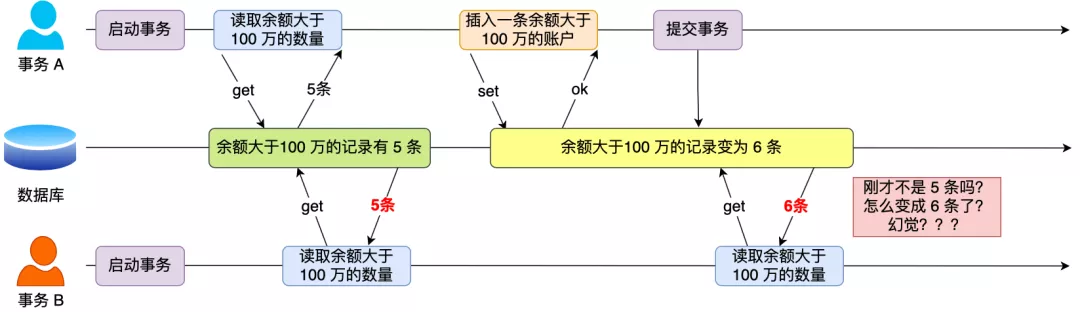 启动事务
读取余额大于
100 万的数量
插入一条余额大于
100 万的账户
提交事务
事务 A
get
5条
set
ok
余额大于100 万的记录有 5 条
余额大于100 万的记录变为 6 条
数据库
get
5条
get
6条
刚才不是 5 条吗？
怎么变成 6 条了？
幻觉？？？
启动事务
读取余额大于
100 万的数量
读取余额大于
100 万的数量
事务 B